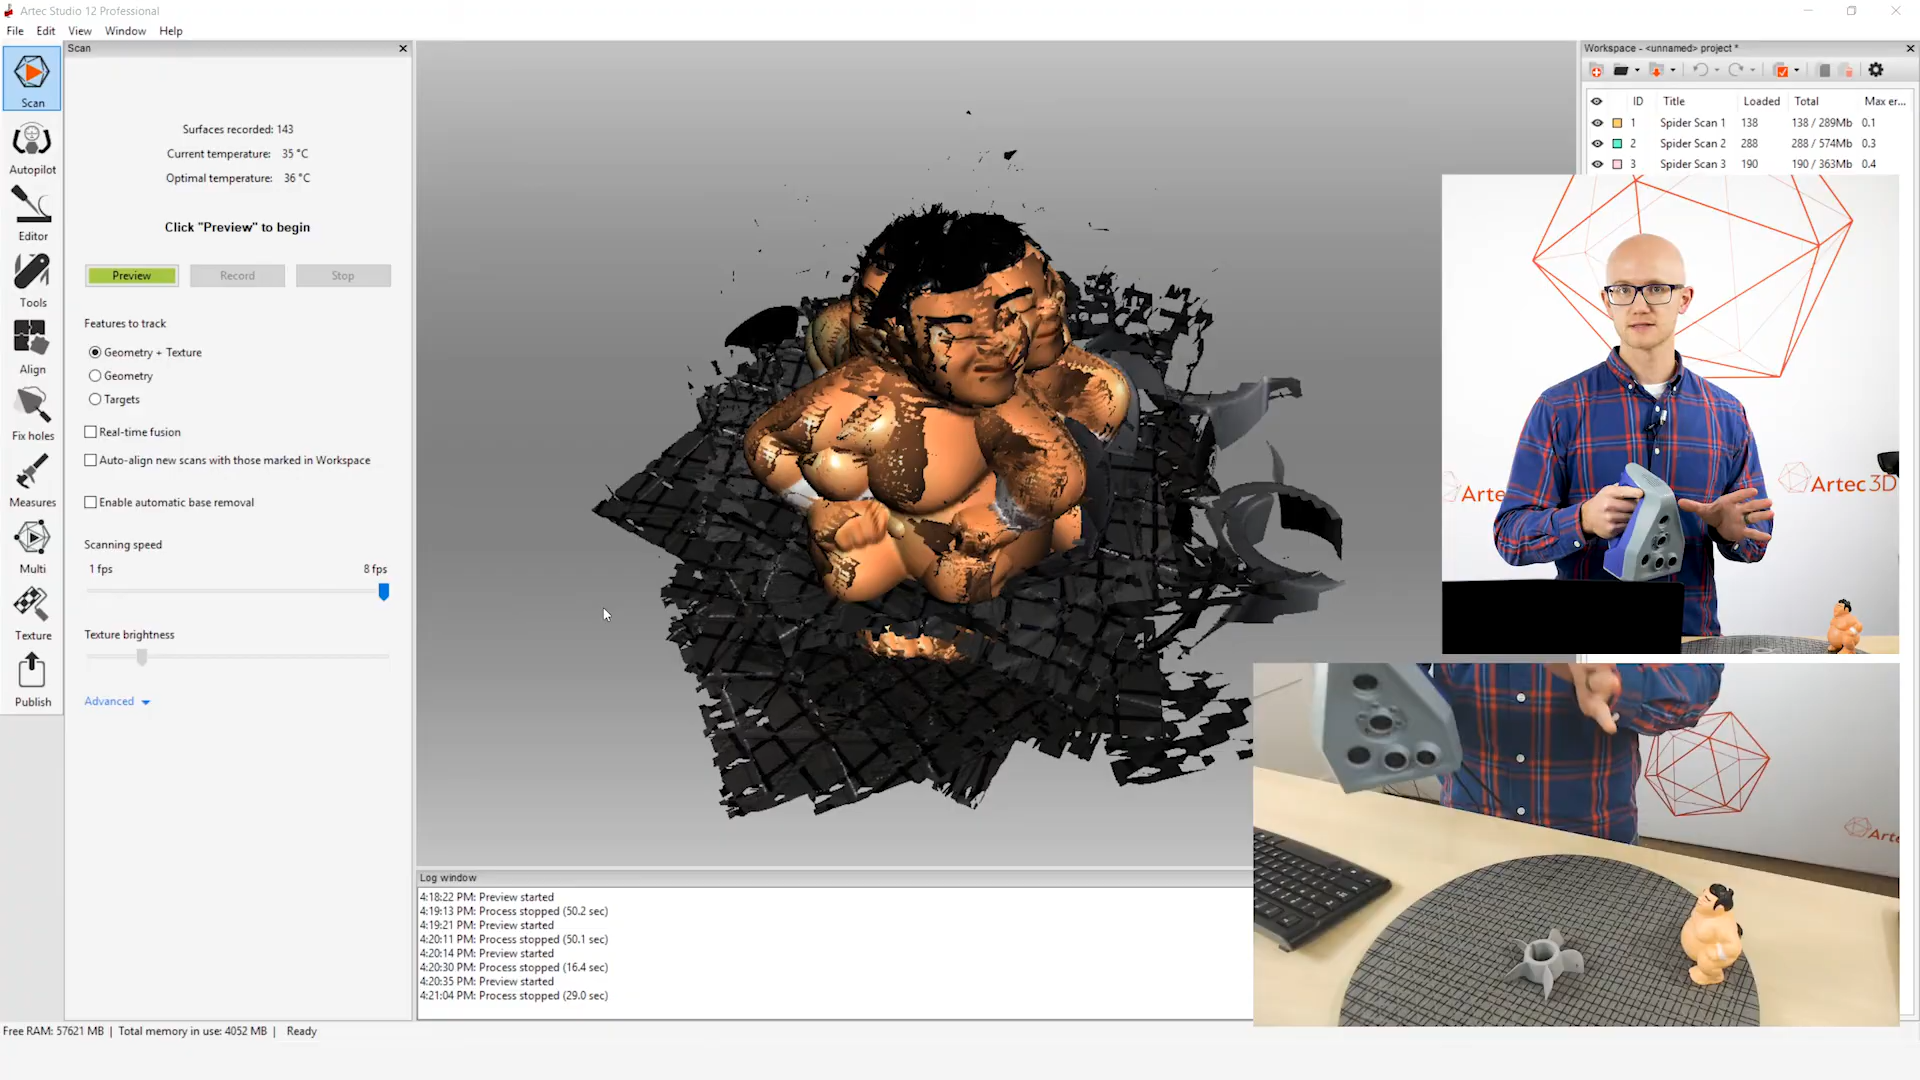 Artec Studio 12 Professional
File Edit View Window Help
Scan
Scan
Autopilot
Editor
Tools
Align
Fix holes
Measures
Multi
Texture
Publish
Surfaces recorded: 143
Current temperature: 35 °C
Optimal temperature: 36 °C
Click "Preview" to begin
Preview Record Stop
Features to track
Geometry + Texture
Geometry
Targets
Real-time fusion
Auto-align new scans with those marked in Workspace
Enable automatic base removal
Scanning speed
1 fps 8 fps
Texture brightness
Advanced
Workspace - <unnamed> project *
ID Title Loaded Total Max er...
1 Spider Scan 1 138 138 / 289Mb 0.1
2 Spider Scan 2 288 288 / 574Mb 0.3
3 Spider Scan 3 190 190 / 363Mb 0.4
Arte
Artec 3D
Art
Log window
4:18:22 PM: Preview started
4:19:13 PM: Process stopped (50.2 sec)
4:19:21 PM: Preview started
4:20:11 PM: Process stopped (50.1 sec)
4:20:14 PM: Preview started
4:20:30 PM: Process stopped (16.4 sec)
4:20:35 PM: Preview started
4:21:04 PM: Process stopped (29.0 sec)
Free RAM: 57621 MB | Total memory in use: 4052 MB | Ready